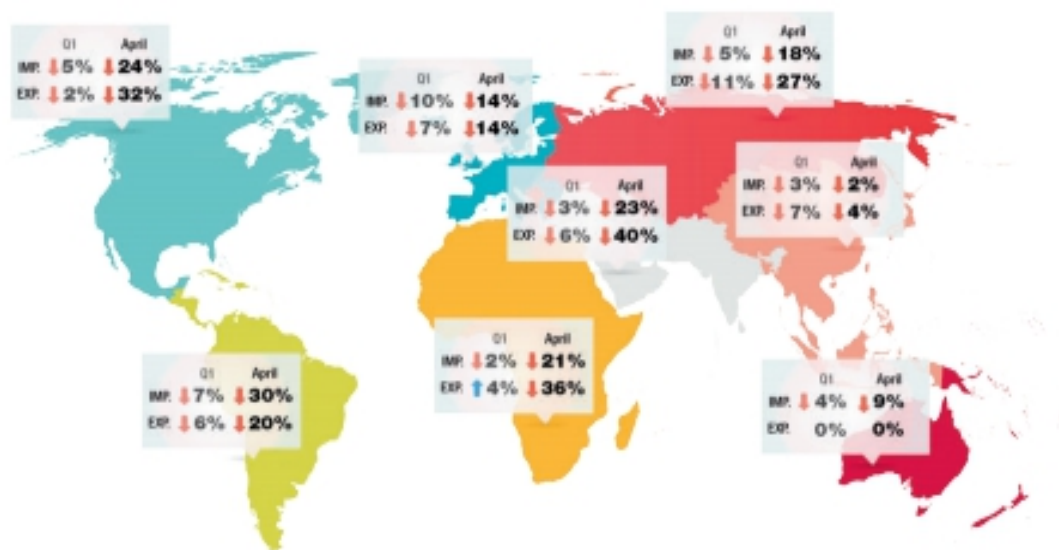 Q1 April
IMP. 5% 24%
EXP. 2% 32%
Q1 April
IMP. 10% 14%
EXP. 7% 14%
Q1 April
IMP. 5% 18%
EXP. 11% 27%
Q1 April
IMP. 3% 23%
EXP. 6% 40%
Q1 April
IMP. 3% 2%
EXP. 7% 4%
Q1 April
IMP. 7% 30%
EXP. 6% 20%
Q1 April
IMP. 2% 21%
EXP. 4% 36%
Q1 April
IMP. 4% 9%
EXP. 0% 0%